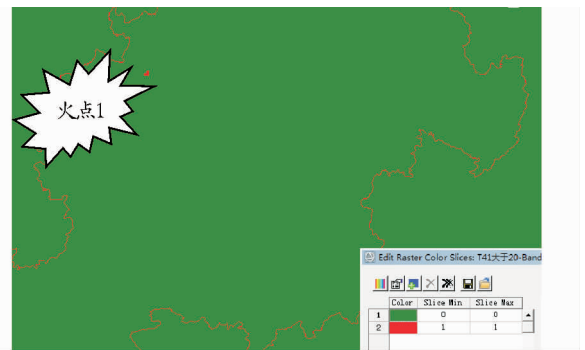 火点1
Edit Raster Color Slices: T41大于20-Band
Color Slice Min Slice Max
1 0 0
2 1 1